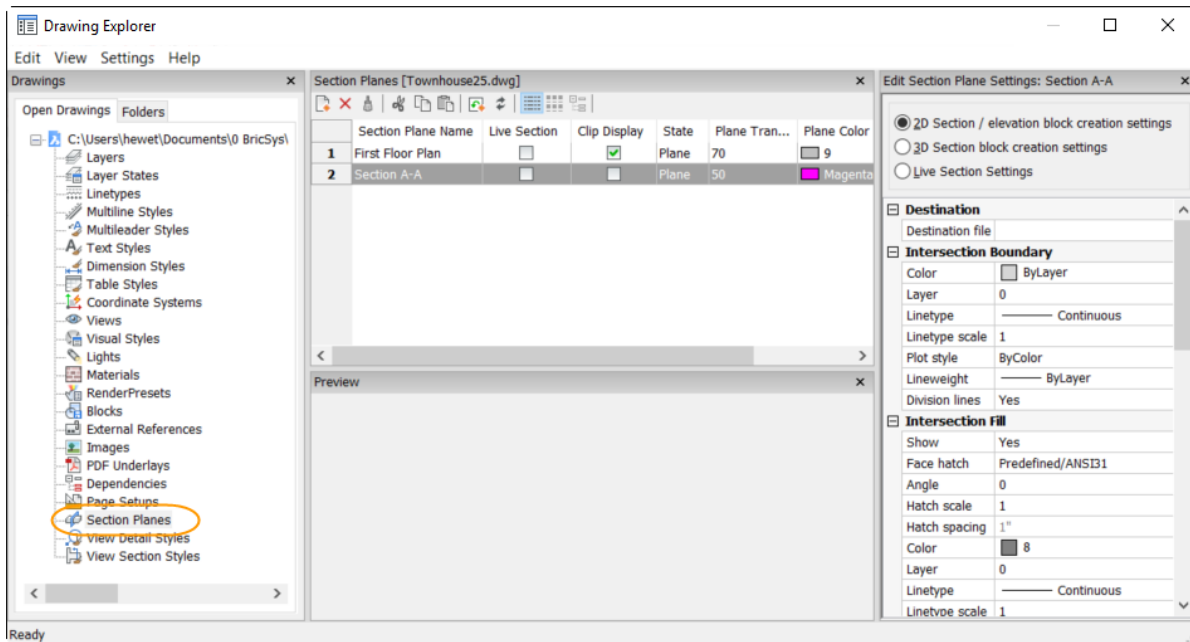 Drawing Explorer
Edit View Settings Help
Drawings
Open Drawings Folders
C:\Users\hewet\Documents\0 BricSys\
Layers
Layer States
Linetypes
Multiline Styles
Multileader Styles
Text Styles
Dimension Styles
Table Styles
Coordinate Systems
Views
Visual Styles
Lights
Materials
RenderPresets
Blocks
External References
Images
PDF Underlays
Dependencies
Page Setups
Section Planes
View Detail Styles
View Section Styles
Section Planes [Townhouse25.dwg]
Section Plane Name Live Section Clip Display State Plane Tran... Plane Color
1 First Floor Plan Plane 70 9
2 Section A-A Plane 50 Magenta
Preview
Edit Section Plane Settings: Section A-A
2D Section / elevation block creation settings
3D Section block creation settings
Live Section Settings
Destination
Destination file
Intersection Boundary
Color ByLayer
Layer 0
Linetype Continuous
Linetype scale 1
Plot style ByColor
Lineweight ByLayer
Division lines Yes
Intersection Fill
Show Yes
Face hatch Predefined/ANSI31
Angle 0
Hatch scale 1
Hatch spacing 1"
Color 8
Layer 0
Linetype Continuous
Linetype scale 1
Ready